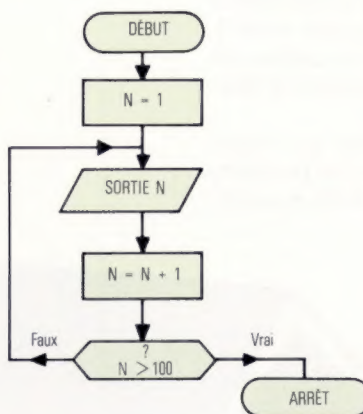 DÉBUT
N = 1
SORTIE N
N = N + 1
Faux
?
N > 100
Vrai
ARRÊT